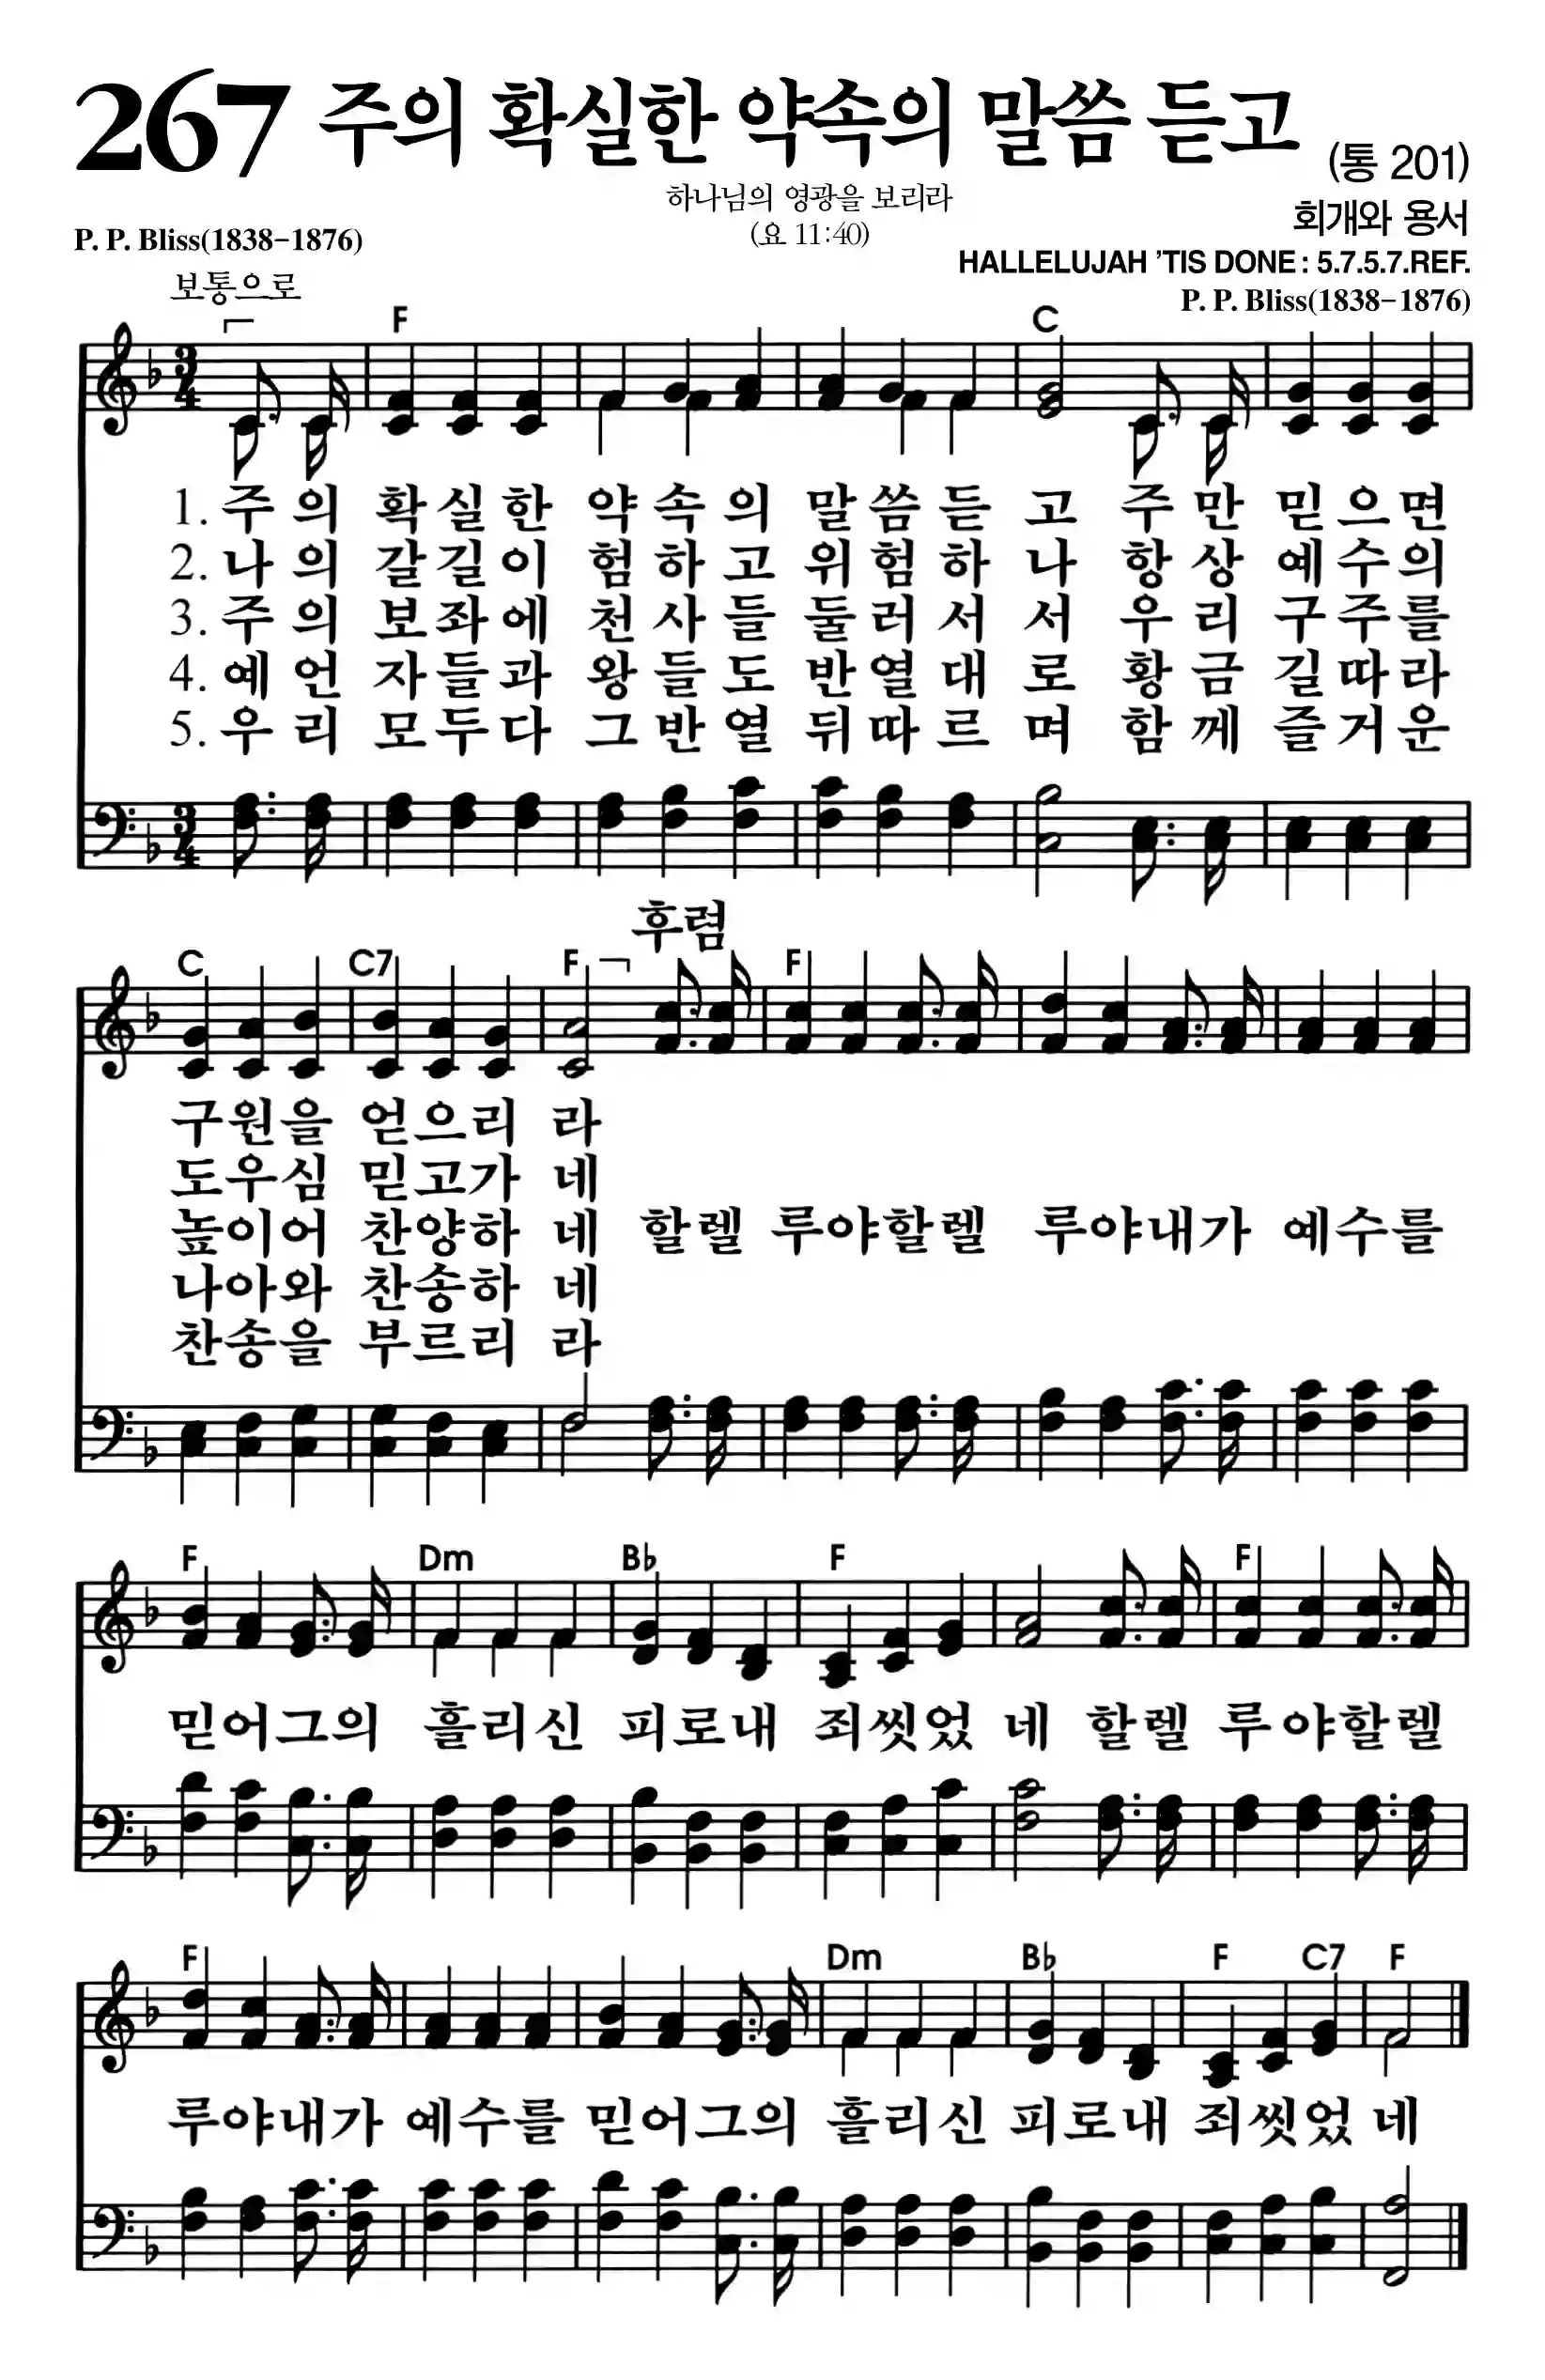 267 주의 확실한 약속의 말씀 듣고 (통 201)
하나님의 영광을 보리라
(요 11:40)
회개와 용서
P. P. Bliss(1838-1876)
HALLELUJAH ’TIS DONE : 5.7.5.7.REF.
보통으로
P. P. Bliss(1838-1876)
F C
3 4
1. 주 의 확 실 한 약 속 의 말 씀 듣 고 주 만 믿 으 면
2. 나 의 갈 길 이 험 하 고 위 험 하 나 항 상 예 수 의
3. 주 의 보 좌 에 천 사 들 둘 러 서 서 우 리 구 주 를
4. 예 언 자 들 과 왕 들 도 반 열 대 로 황 금 길 따 라
5. 우 리 모 두 다 그 반 열 뒤 따 르 며 함 께 즐 거 운
3 4
후렴
C C7 F F
구원을 얻으리 라
도우심 믿고가 네
높이어 찬양하 네 할렐 루야할렐 루야내가 예수를
나아와 찬송하 네
찬송을 부르리 라
F Dm B♭ F F
믿어그의 흘리신 피로내 죄씻었 네 할렐 루야할렐
F Dm B♭ F C7 F
루야내가 예수를 믿어그의 흘리신 피로내 죄씻었 네